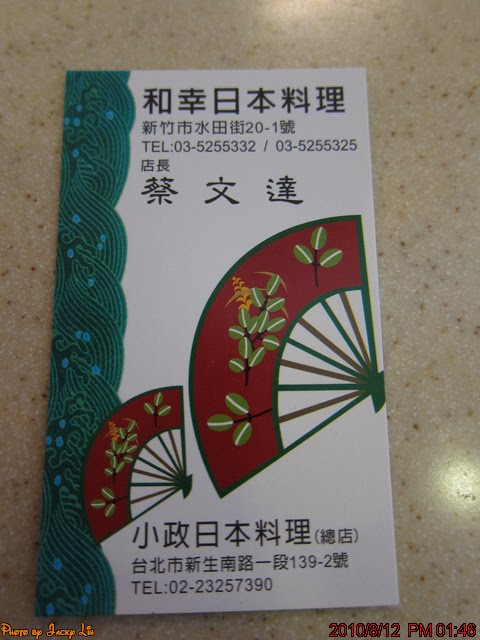 和幸日本料理
新竹市水田街20-1號
TEL:03-5255332 / 03-5255325
店長
蔡文達
小政日本料理(總店)
台北市新生南路一段139-2號
TEL:02-23257390
Photo by Jacky Lin
2010/8/12 PM 01:46